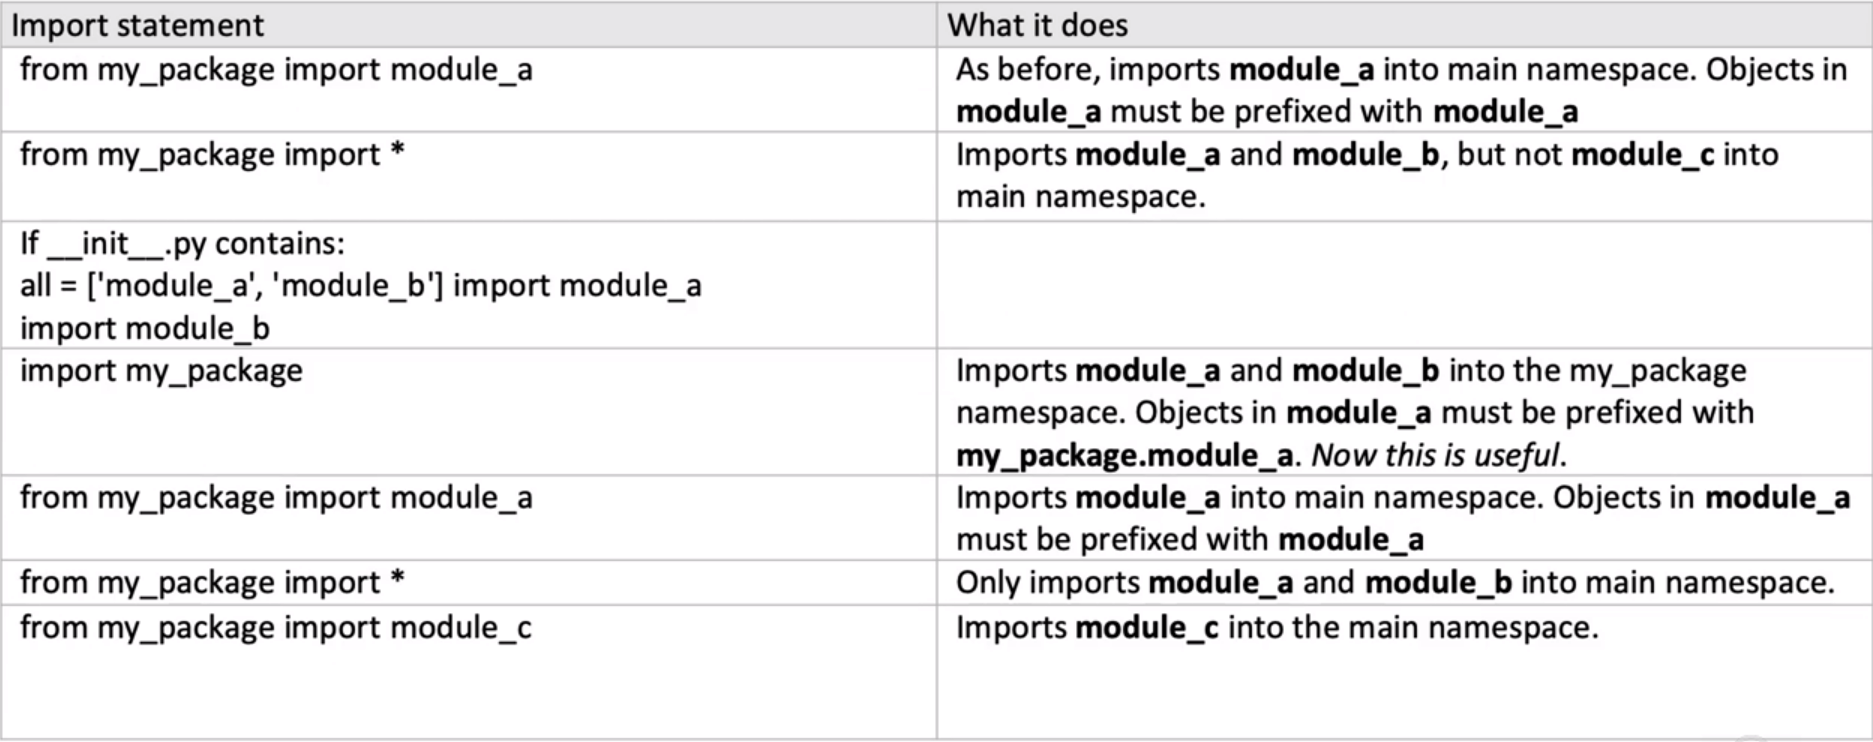 Import statement
What it does
from my_package import module_a
As before, imports module_a into main namespace. Objects in
module_a must be prefixed with module_a
from my_package import *
Imports module_a and module_b, but not module_c into
main namespace.
If __init__.py contains:
all = ['module_a', 'module_b'] import module_a
import module_b
import my_package
Imports module_a and module_b into the my_package
namespace. Objects in module_a must be prefixed with
my_package.module_a. Now this is useful.
from my_package import module_a
Imports module_a into main namespace. Objects in module_a
must be prefixed with module_a
from my_package import *
Only imports module_a and module_b into main namespace.
from my_package import module_c
Imports module_c into the main namespace.